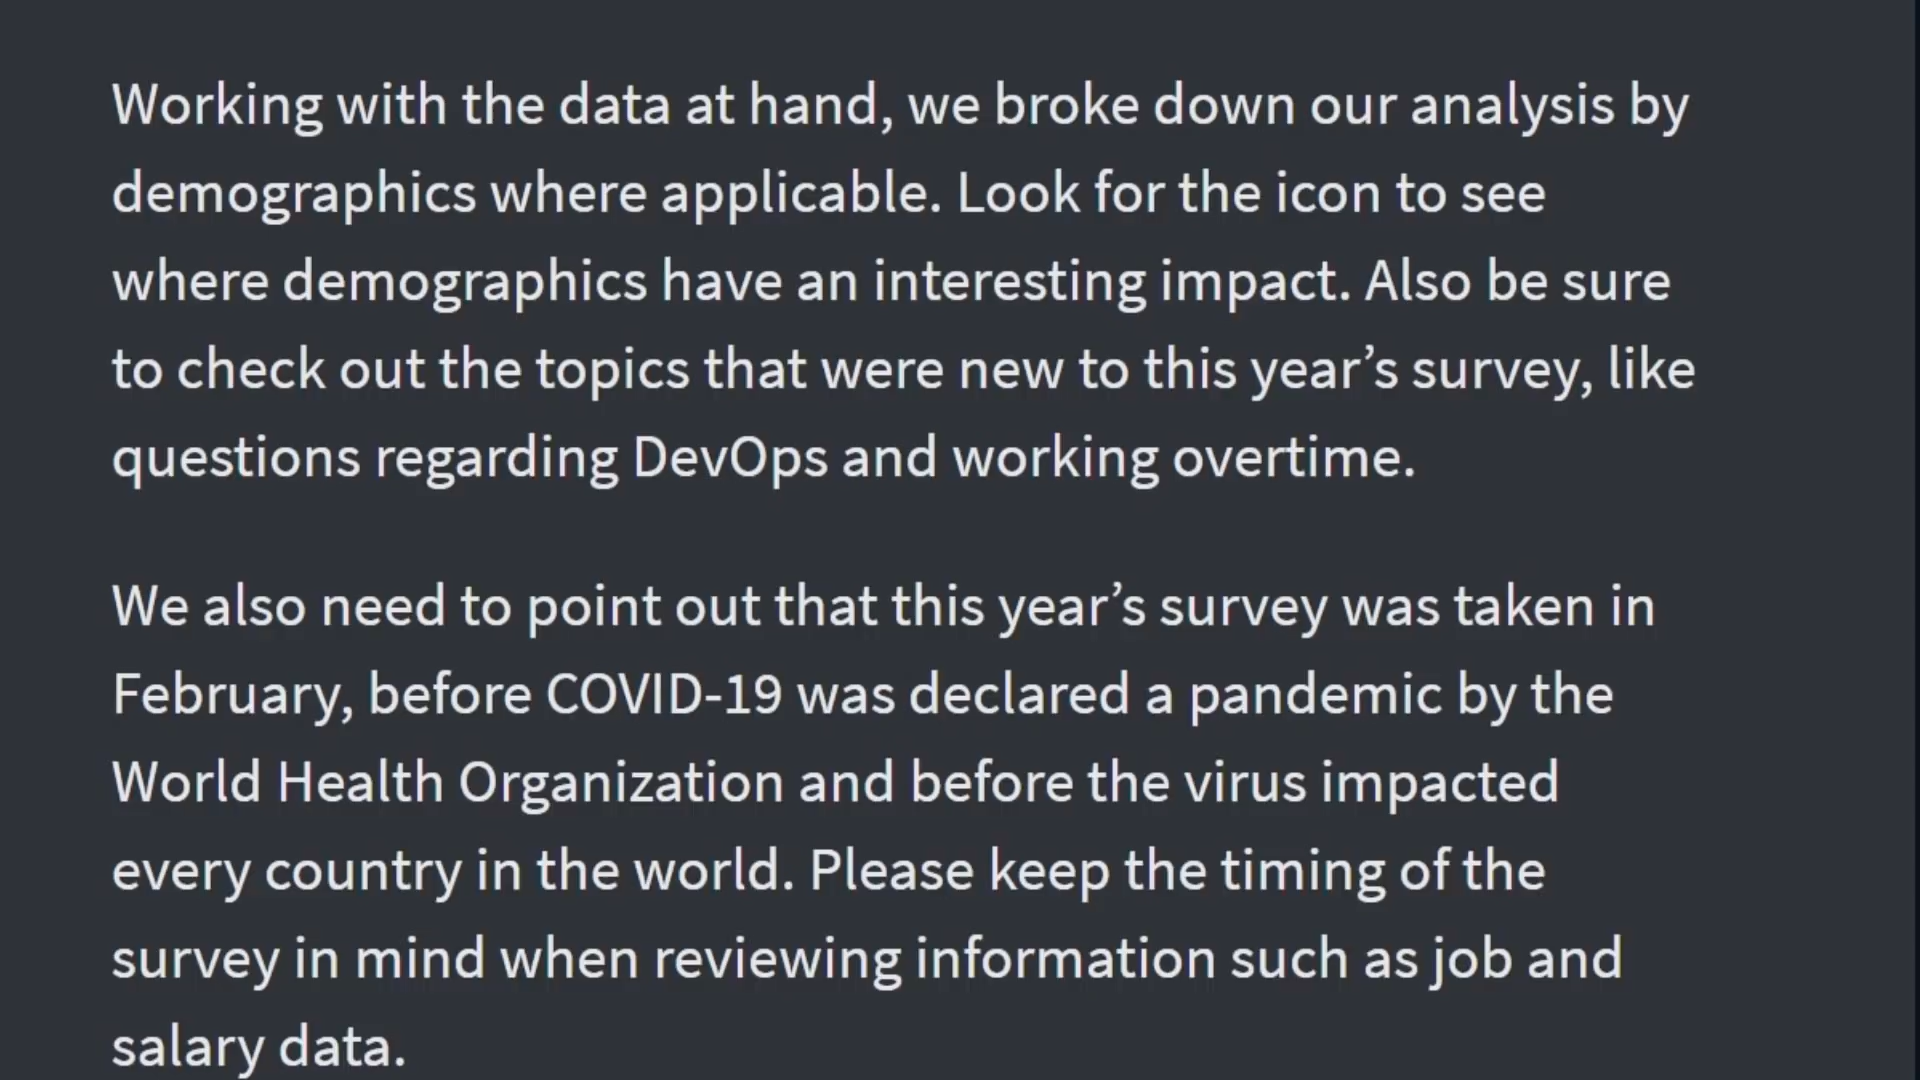 Working with the data at hand, we broke down our analysis by
demographics where applicable. Look for the icon to see
where demographics have an interesting impact. Also be sure
to check out the topics that were new to this year’s survey, like
questions regarding DevOps and working overtime.
We also need to point out that this year’s survey was taken in
February, before COVID-19 was declared a pandemic by the
World Health Organization and before the virus impacted
every country in the world. Please keep the timing of the
survey in mind when reviewing information such as job and
salary data.